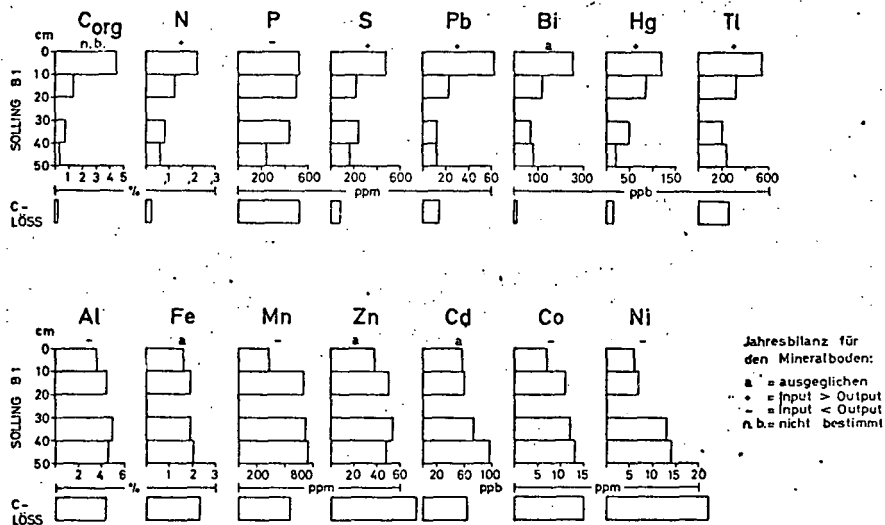 C org N P S Pb Bi Hg Tl
cm n.b. + - + + a + +
0
10
20
30
40
50
SOLLING B1
1 2 3 4 5 ,1 ,2 ,3 200 600 200 600 20 40 60 100 300 50 150 200 600
% ppm ppb
C-LÖSS
Al Fe Mn Zn Cd Co Ni
cm - a - a a - -
0
10
20
30
40
50
SOLLING B1
2 4 6 1 2 3 200 800 20 40 60 60 100 5 10 15 5 10 15 20
% ppm ppb ppm
C-LÖSS
Jahresbilanz für
den Mineralboden:
a = ausgeglichen
+ = Input > Output
- = Input < Output
n.b. = nicht bestimmt